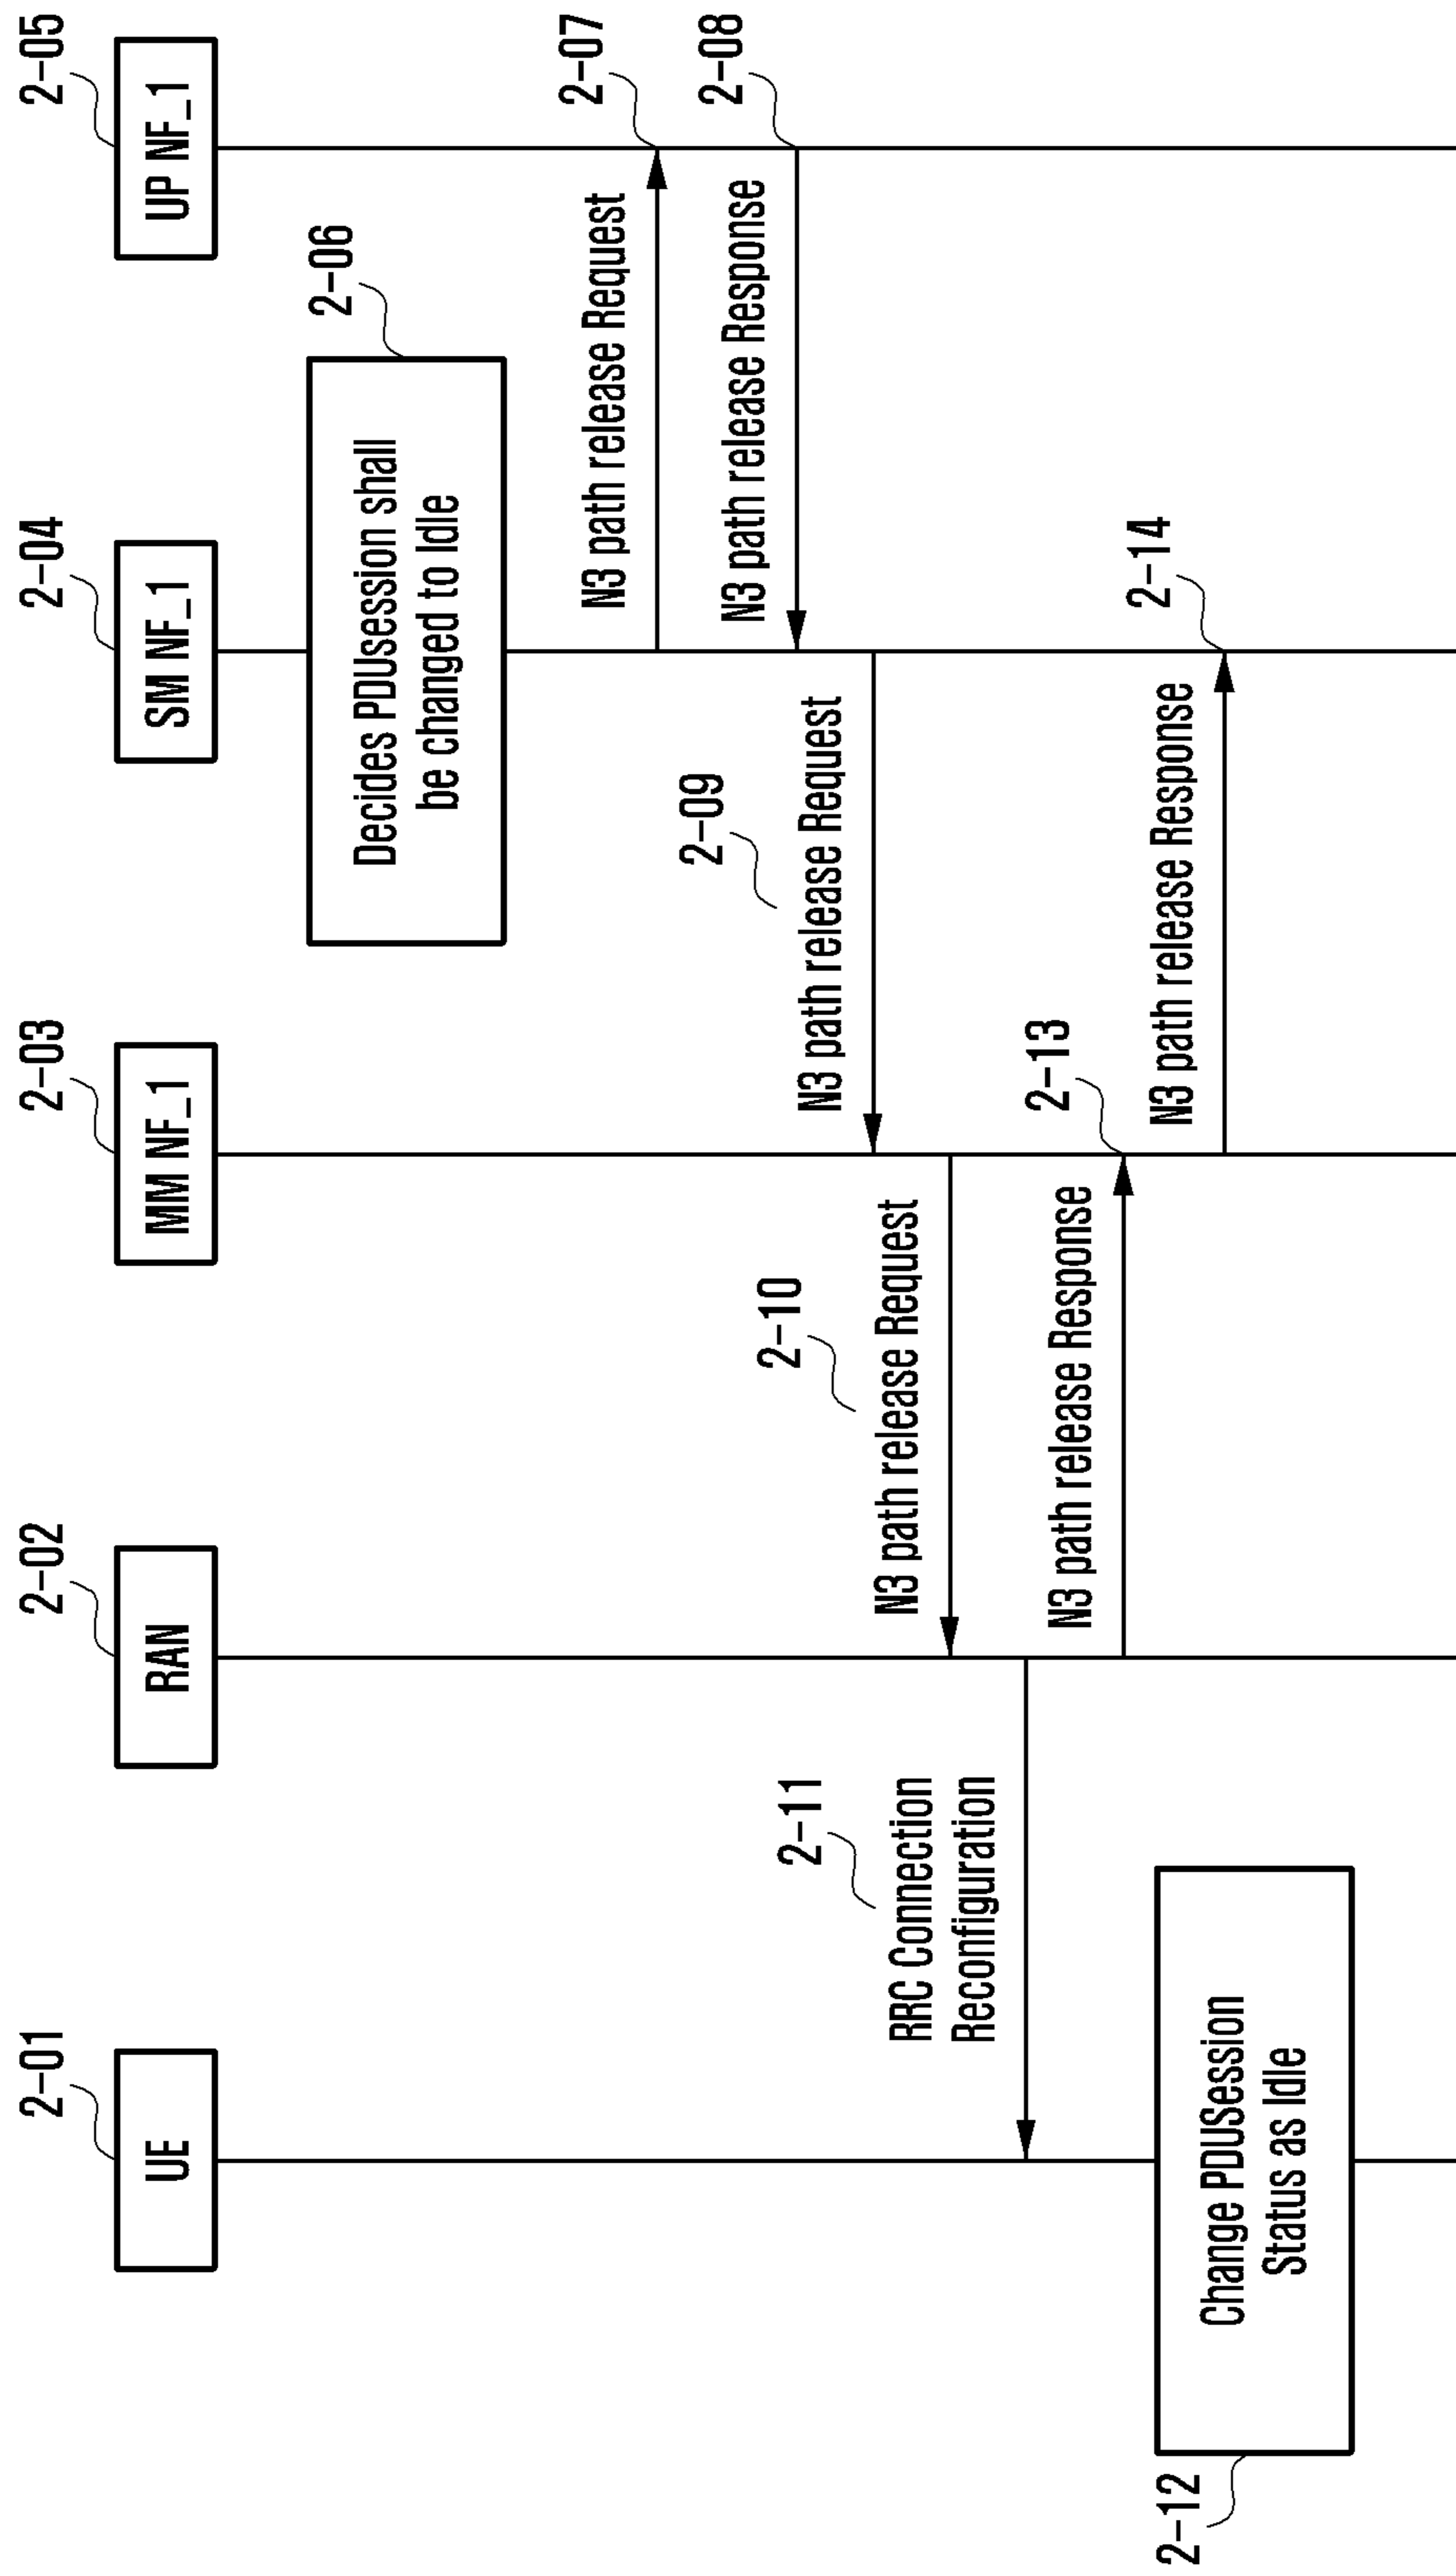 2-01
2-02
2-03
2-04
2-05
UE
RAN
MM NF_1
SM NF_1
UP NF_1
2-06
Decides PDUsession shall
be changed to Idle
2-07
N3 path release Request
2-08
N3 path release Response
2-09
N3 path release Request
2-10
N3 path release Request
2-11
RRC Connection
Reconfiguration
2-12
Change PDUSession
Status as Idle
2-13
N3 path release Response
2-14
N3 path release Response